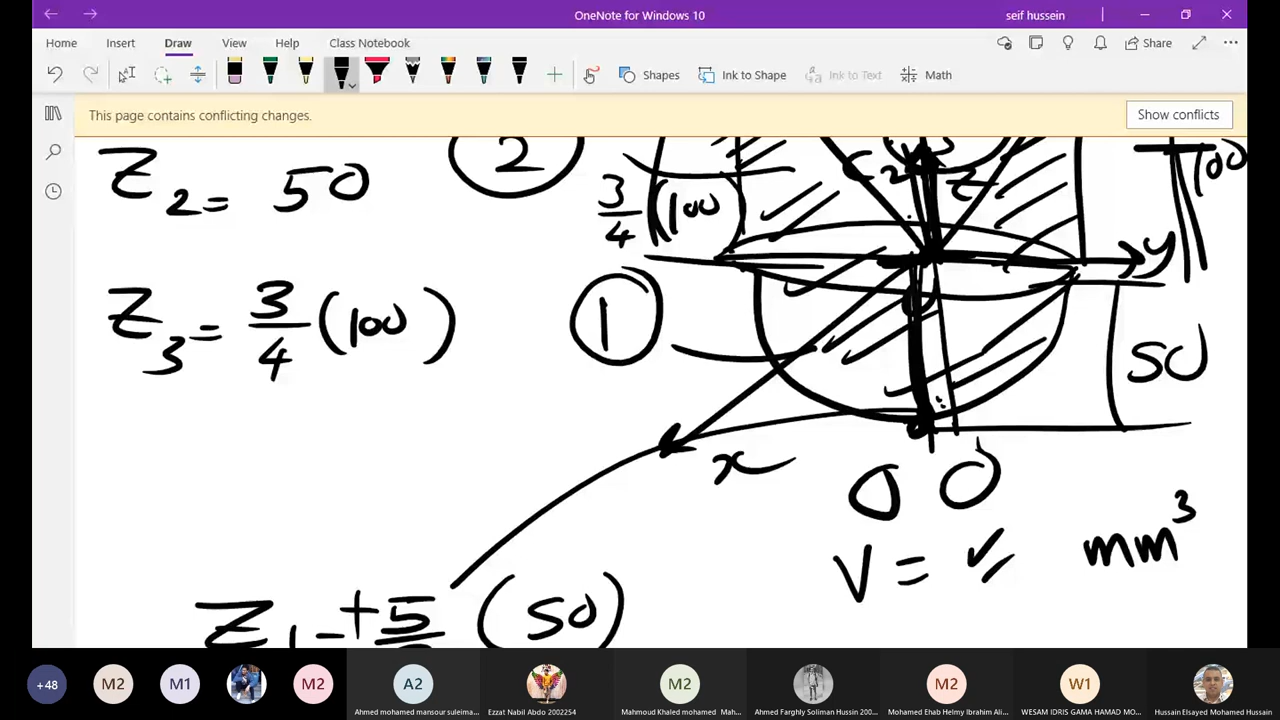 OneNote for Windows 10
seif hussein
Home Insert Draw View Help Class Notebook
Share
Shapes
Ink to Shape
Ink to Text
Math
This page contains conflicting changes.
Show conflicts
Z2 = 50
2
3/4 (100)
Z
100
y
Z3 = 3/4 (100)
1
50
x
00
V = ✓ mm³
(50)
+48
M2
M1
M2
A2
M2
M2
W1
Ahmed mohamed mansour suleima...
Ezzat Nabil Abdo 2002254
Mahmoud Khaled mohamed Mah...
Ahmed Farghly Soliman Hussin 200...
Mohamed Ehab Helmy Ibrahim Ali...
WESAM IDRIS GAMA HAMAD MO...
Hussain Elsayed Mohamed Hussain